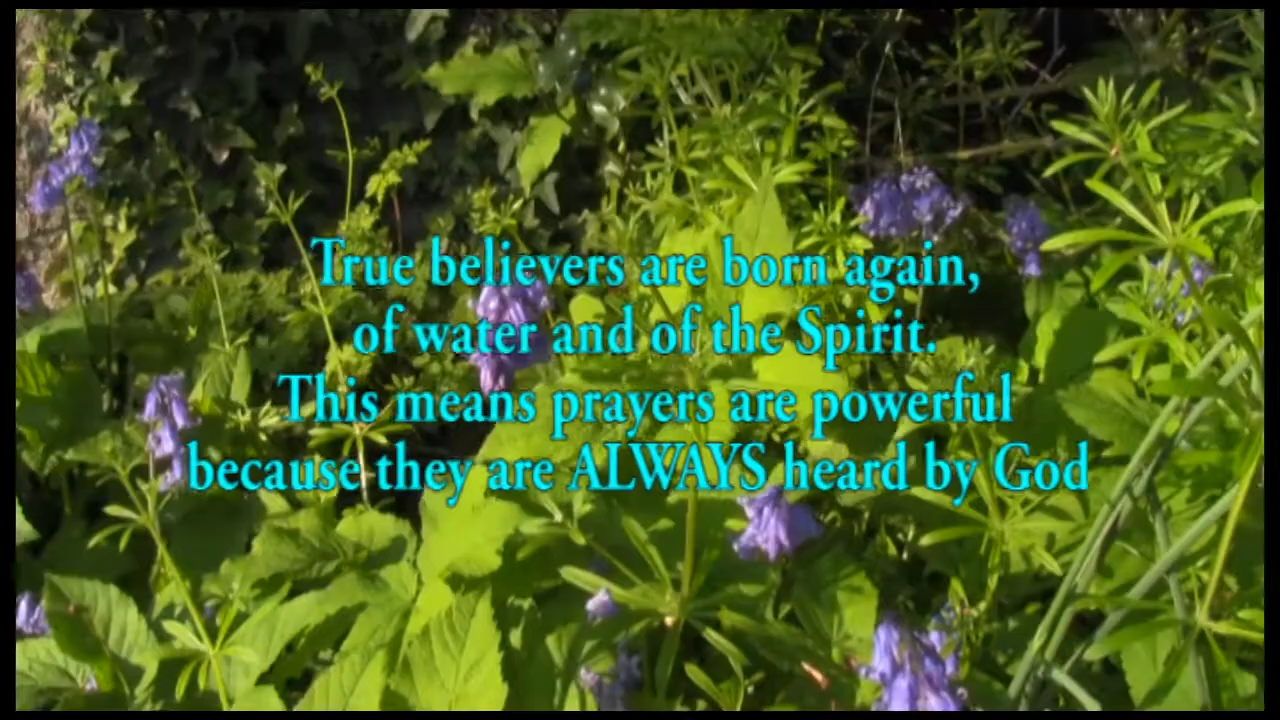 True believers are born again,
of water and of the Spirit.
This means prayers are powerful
because they are ALWAYS heard by God